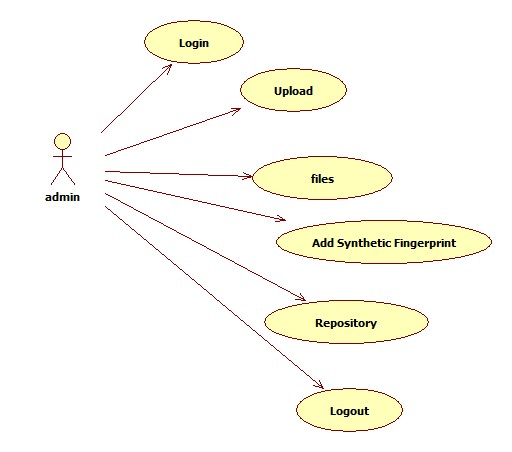 Login
Upload
files
admin
Add Synthetic Fingerprint
Repository
Logout